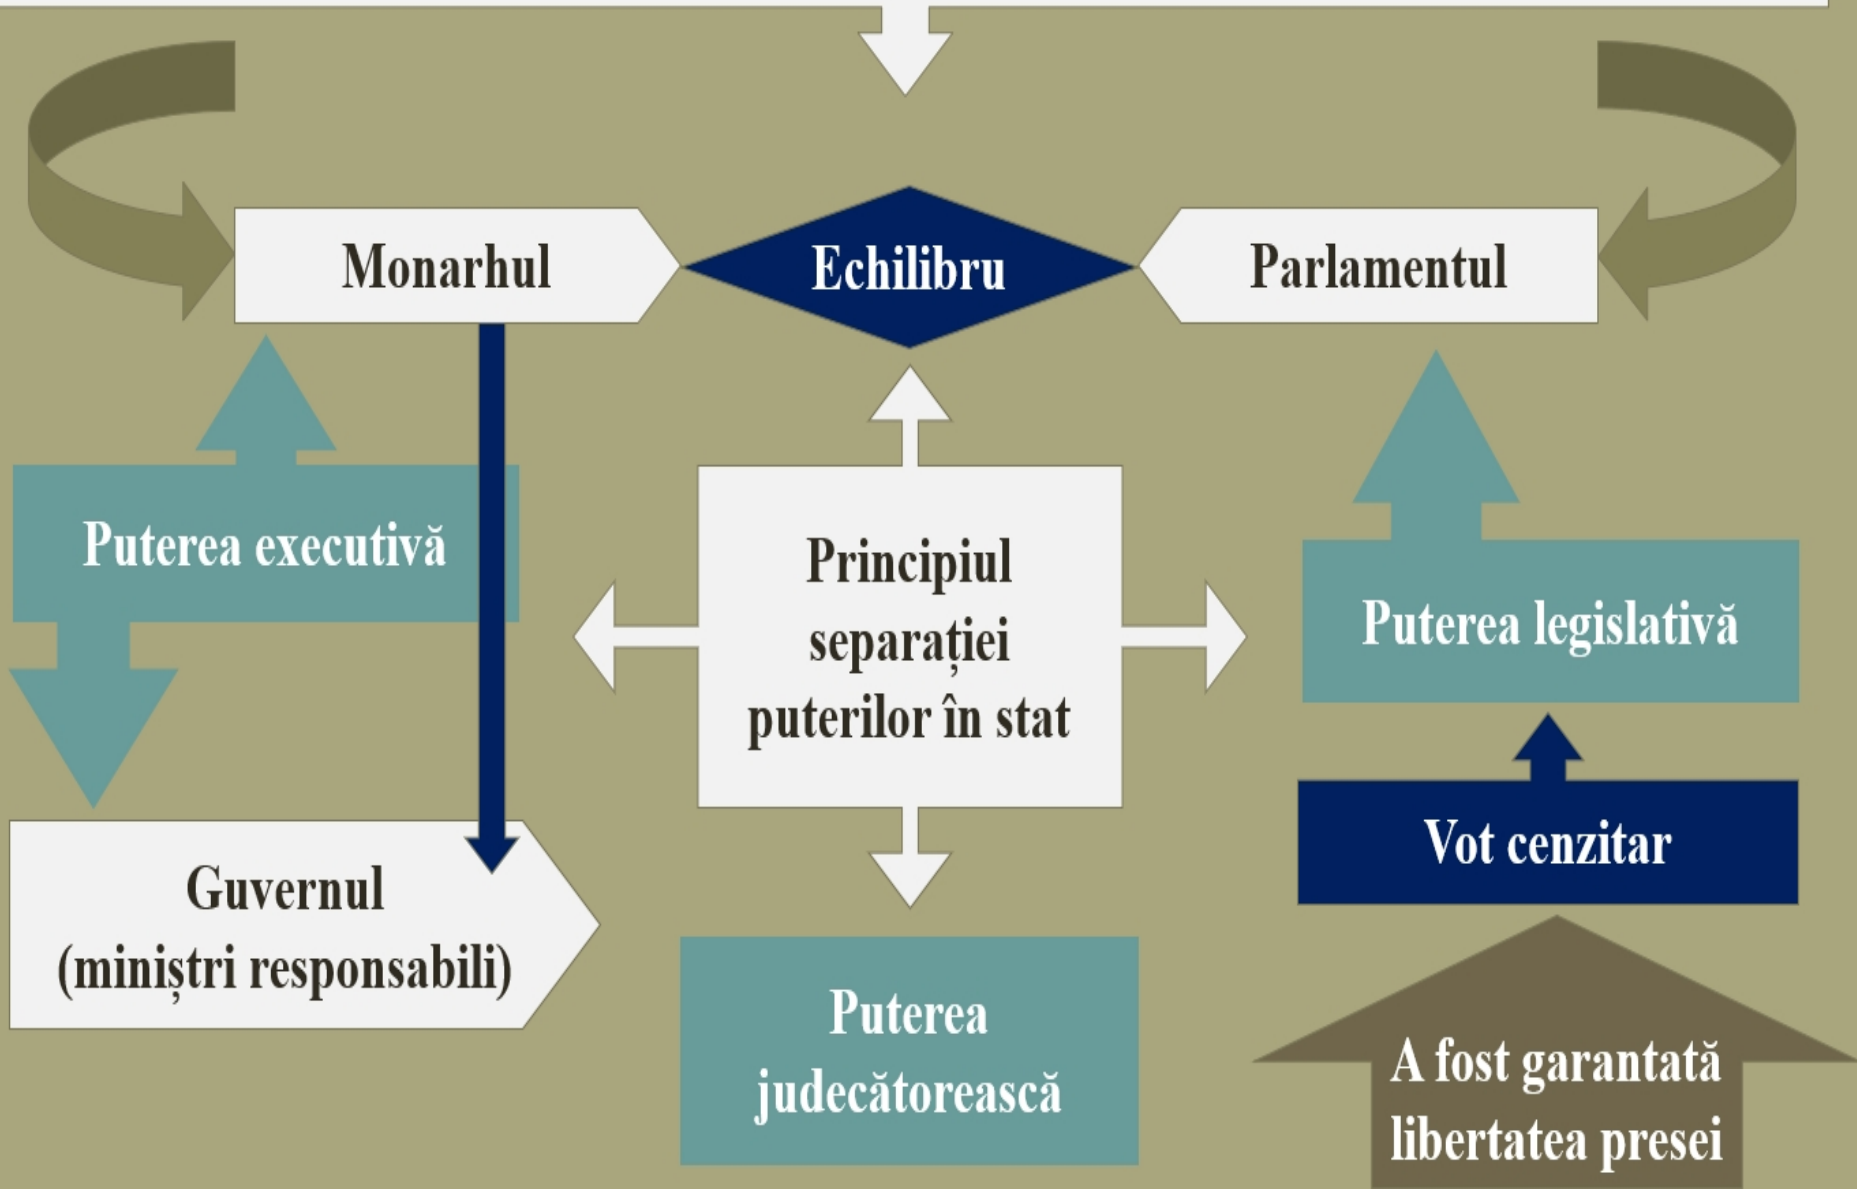 Monarhul
Echilibru
Parlamentul
Puterea executivă
Principiul
separației
puterilor în stat
Puterea legislativă
Vot cenzitar
Guvernul
(miniștri responsabili)
Puterea
judecătorească
A fost garantată
libertatea presei